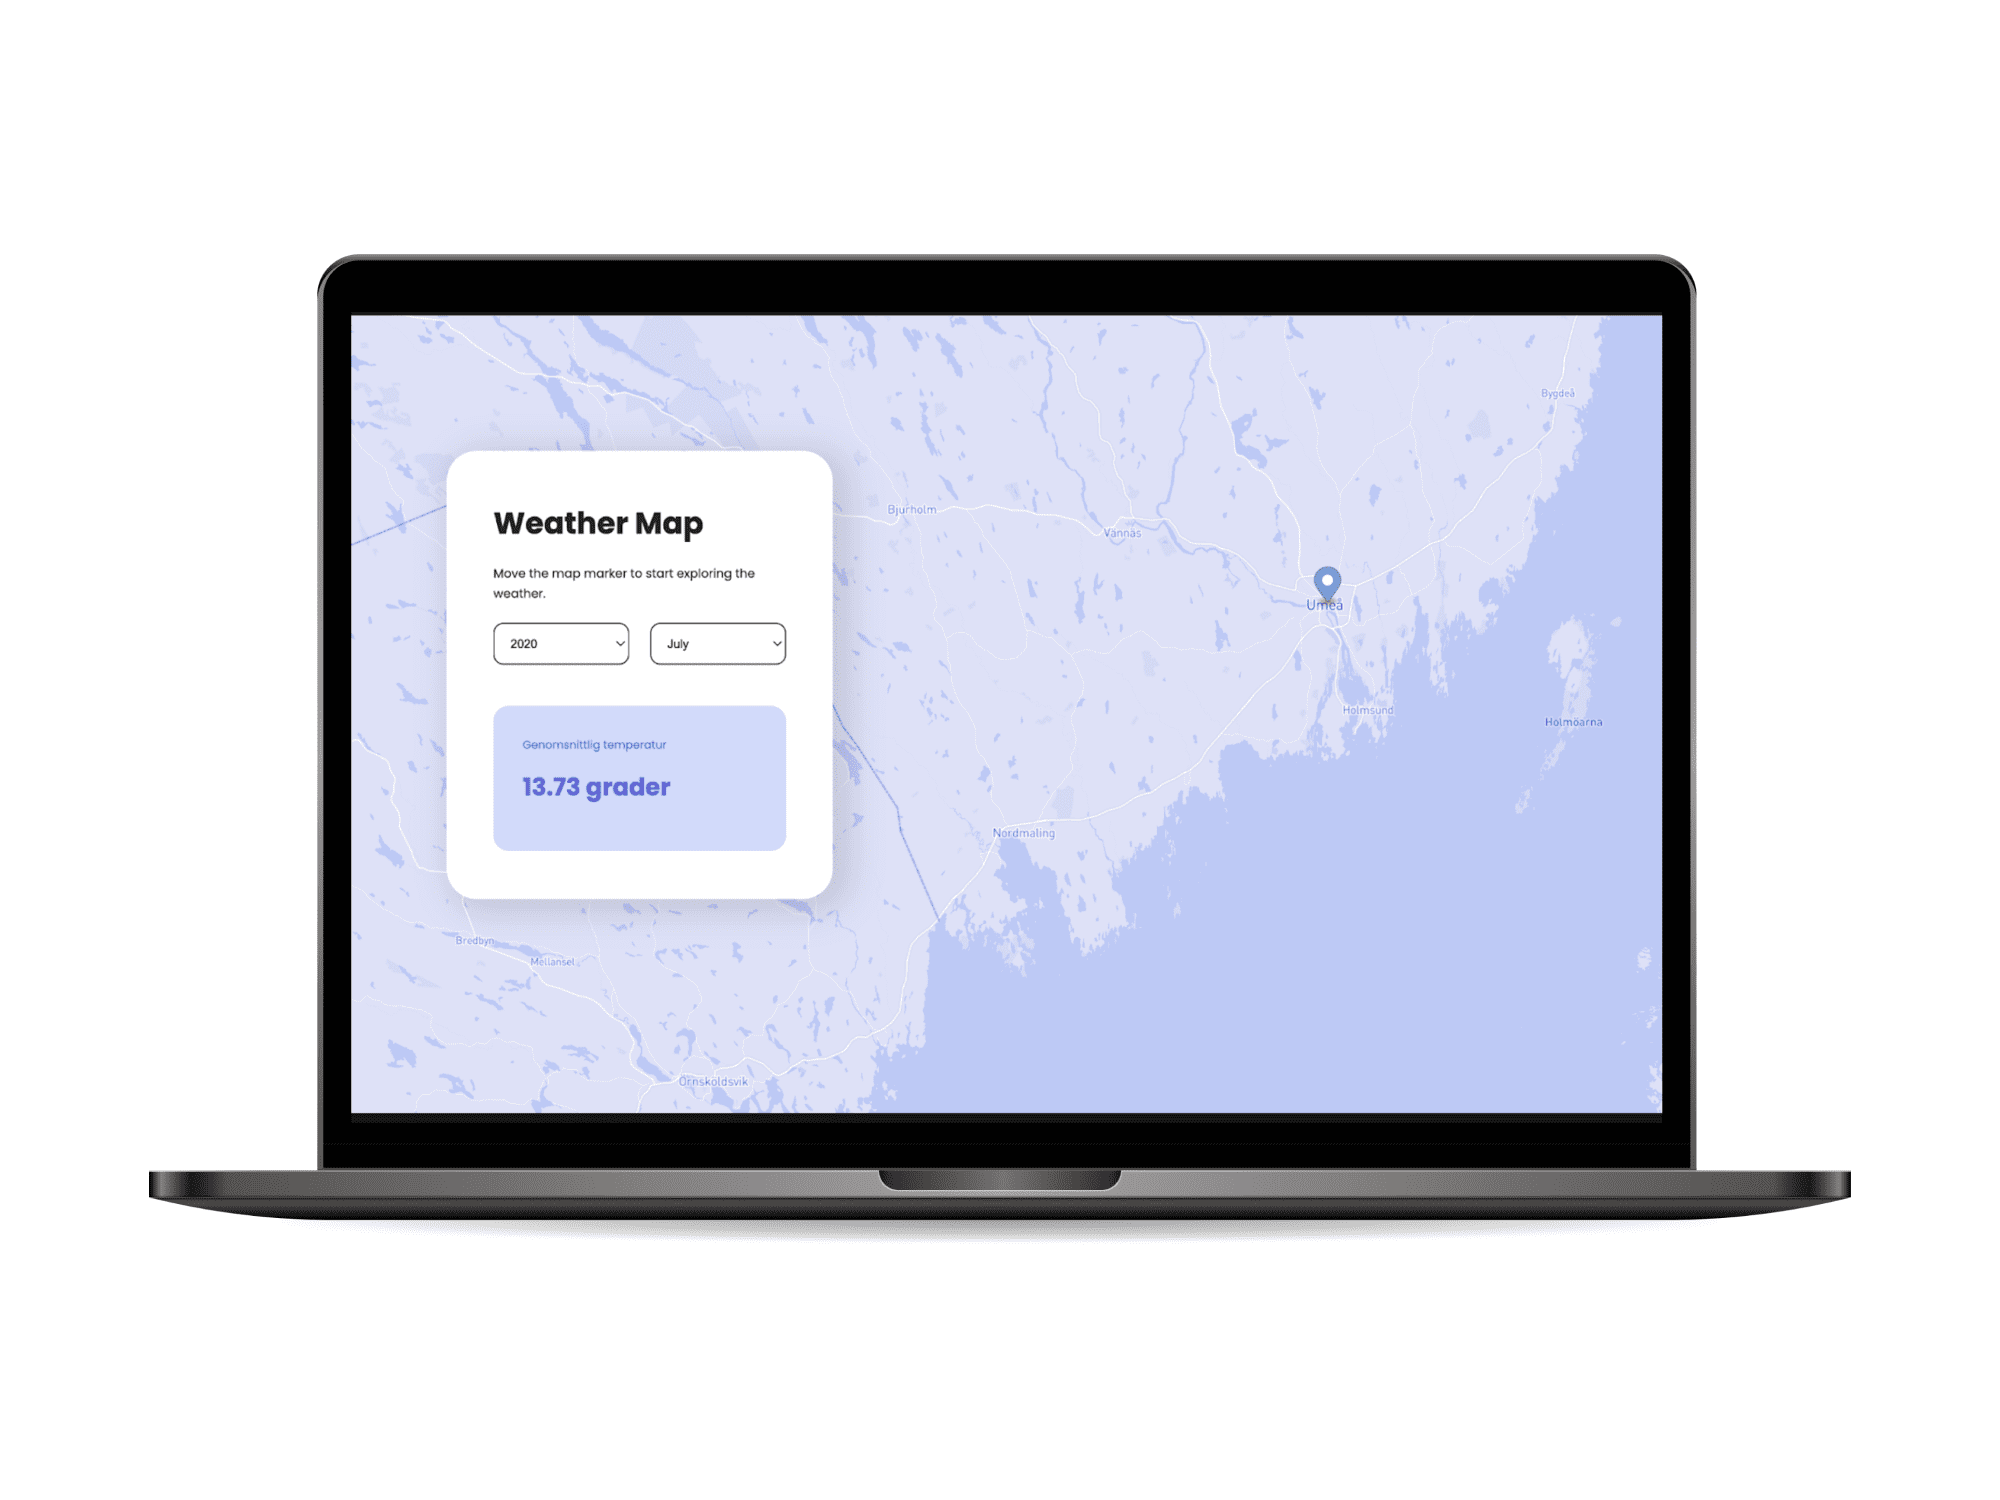 Weather Map
Move the map marker to start exploring the
weather.
2020
July
Genomsnittlig temperatur
13.73 grader
Bygdeå
Bjurholm
Vännäs
Umeå
Holmsund
Holmöarna
Nordmaling
Bredbyn
Mellansel
Örnsköldsvik